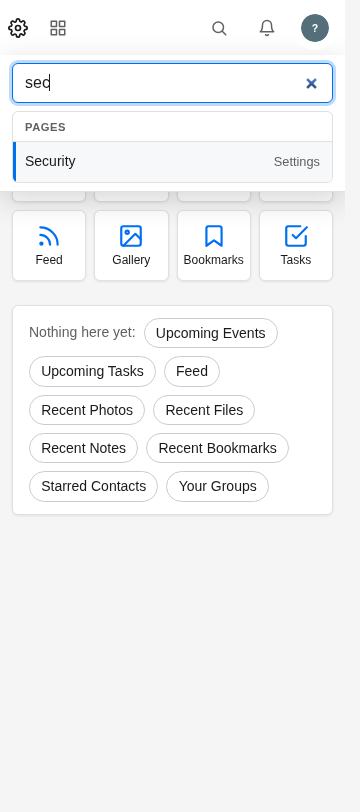 ?
sec
PAGES
Security Settings
Feed Gallery Bookmarks Tasks
Nothing here yet: Upcoming Events
Upcoming Tasks Feed
Recent Photos Recent Files
Recent Notes Recent Bookmarks
Starred Contacts Your Groups